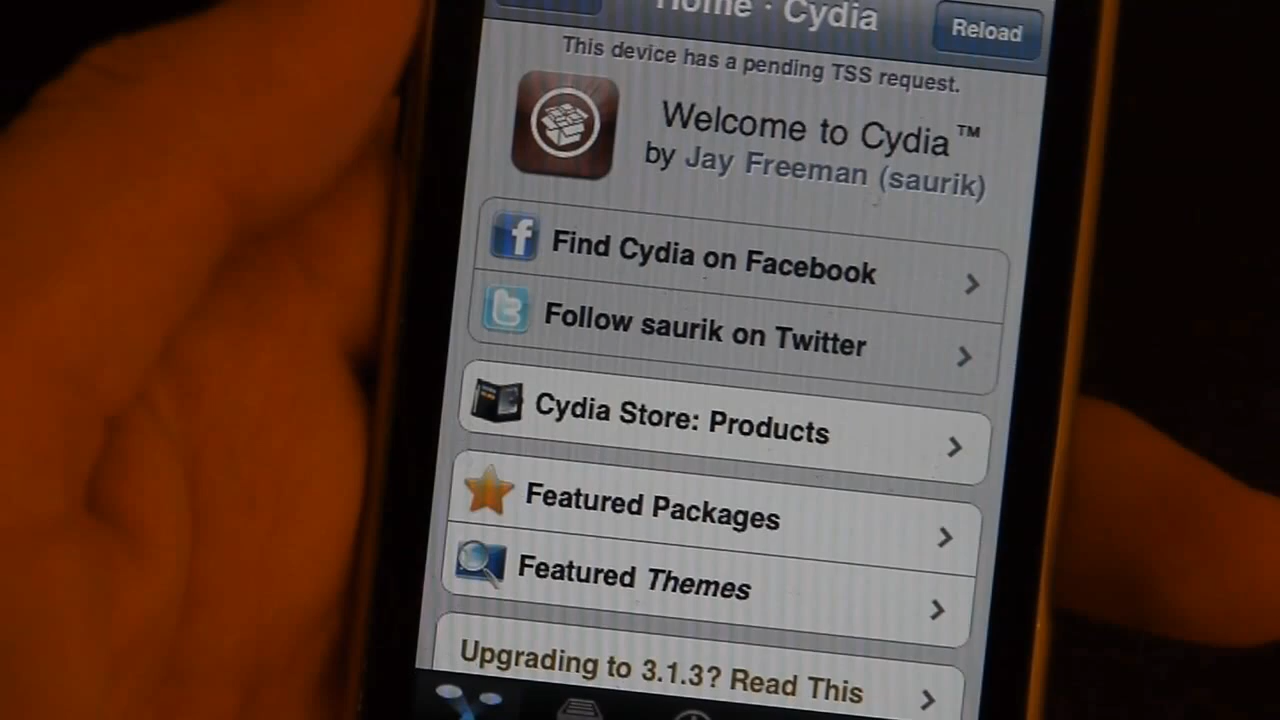 Home · Cydia
Reload
This device has a pending TSS request.
Welcome to Cydia™
by Jay Freeman (saurik)
Find Cydia on Facebook
Follow saurik on Twitter
Cydia Store: Products
Featured Packages
Featured Themes
Upgrading to 3.1.3? Read This